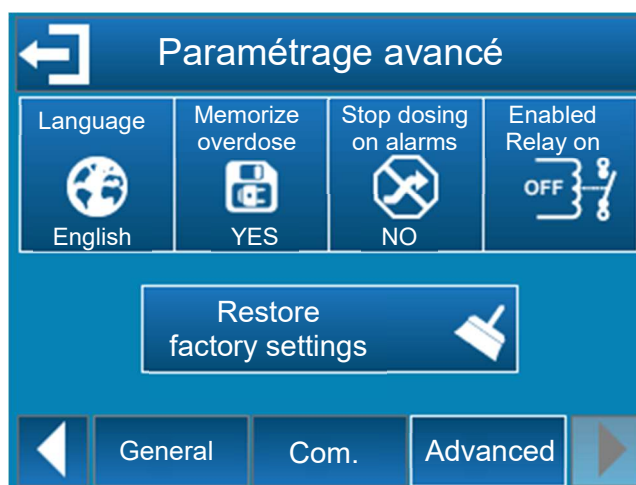 Paramétrage avancé
Language
English
Memorize
overdose
YES
Stop dosing
on alarms
NO
Enabled
Relay on
OFF
Restore
factory settings
General
Com.
Advanced